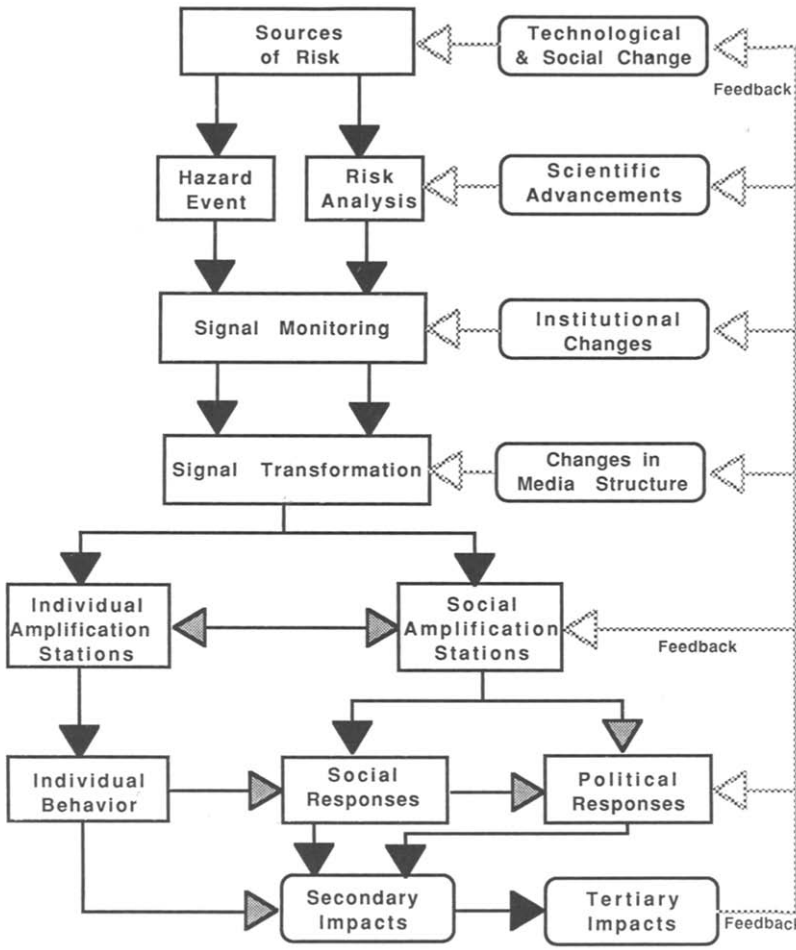 Sources
of Risk
Technological
& Social Change
Feedback
Hazard
Event
Risk
Analysis
Scientific
Advancements
Signal Monitoring
Institutional
Changes
Signal Transformation
Changes in
Media Structure
Individual
Amplification
Stations
Social
Amplification
Stations
Feedback
Individual
Behavior
Social
Responses
Political
Responses
Secondary
Impacts
Tertiary
Impacts
Feedback